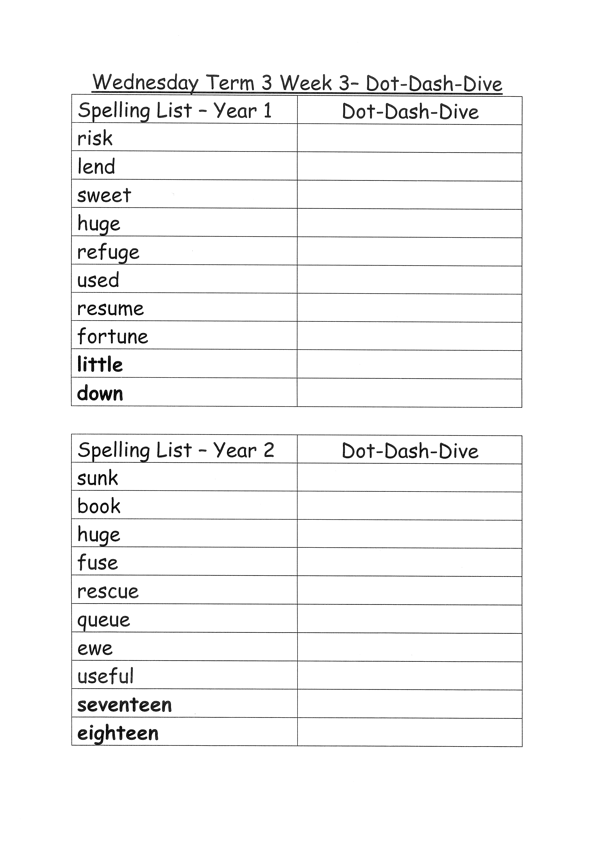 Wednesday Term 3 Week 3– Dot-Dash-Dive
Spelling List – Year 1 Dot-Dash-Dive
risk
lend
sweet
huge
refuge
used
resume
fortune
little
down
Spelling List – Year 2 Dot-Dash-Dive
sunk
book
huge
fuse
rescue
queue
ewe
useful
seventeen
eighteen